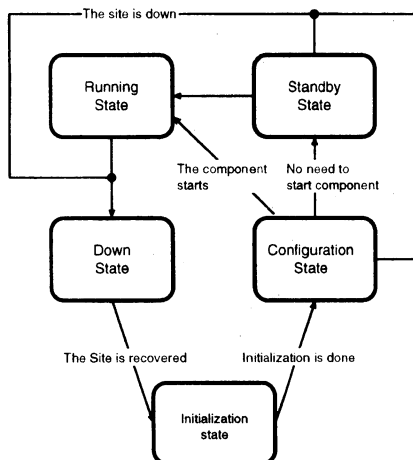 The site is down
Running
State
Standby
State
The component
starts
No need to
start component
Down
State
Configuration
State
The Site is recovered
Initialization is done
Initialization
state